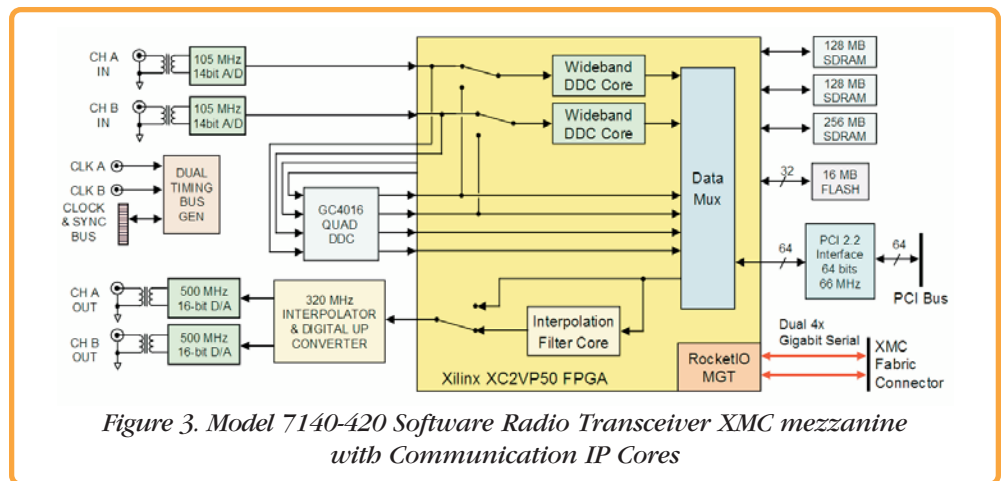 CH A
IN
105 MHz
14bit A/D
CH B
IN
105 MHz
14bit A/D
CLK A
CLK B
CLOCK
& SYNC
BUS
DUAL
TIMING
BUS
GEN
GC4016
QUAD
DDC
Wideband
DDC Core
Wideband
DDC Core
Data
Mux
128 MB
SDRAM
128 MB
SDRAM
256 MB
SDRAM
32
16 MB
FLASH
64
PCI 2.2
Interface
64 bits
66 MHz
64
PCI Bus
CH A
OUT
500 MHz
16-bit D/A
CH B
OUT
500 MHz
16-bit D/A
320 MHz
INTERPOLATOR
& DIGITAL UP
CONVERTER
Interpolation
Filter Core
Xilinx XC2VP50 FPGA
RocketIO
MGT
Dual 4x
Gigabit Serial
XMC
Fabric
Connector
Figure 3. Model 7140-420 Software Radio Transceiver XMC mezzanine
with Communication IP Cores